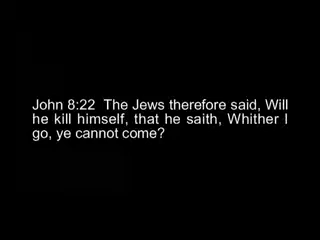 John 8:22 The Jews therefore said, Will
he kill himself, that he saith, Whither I
go, ye cannot come?